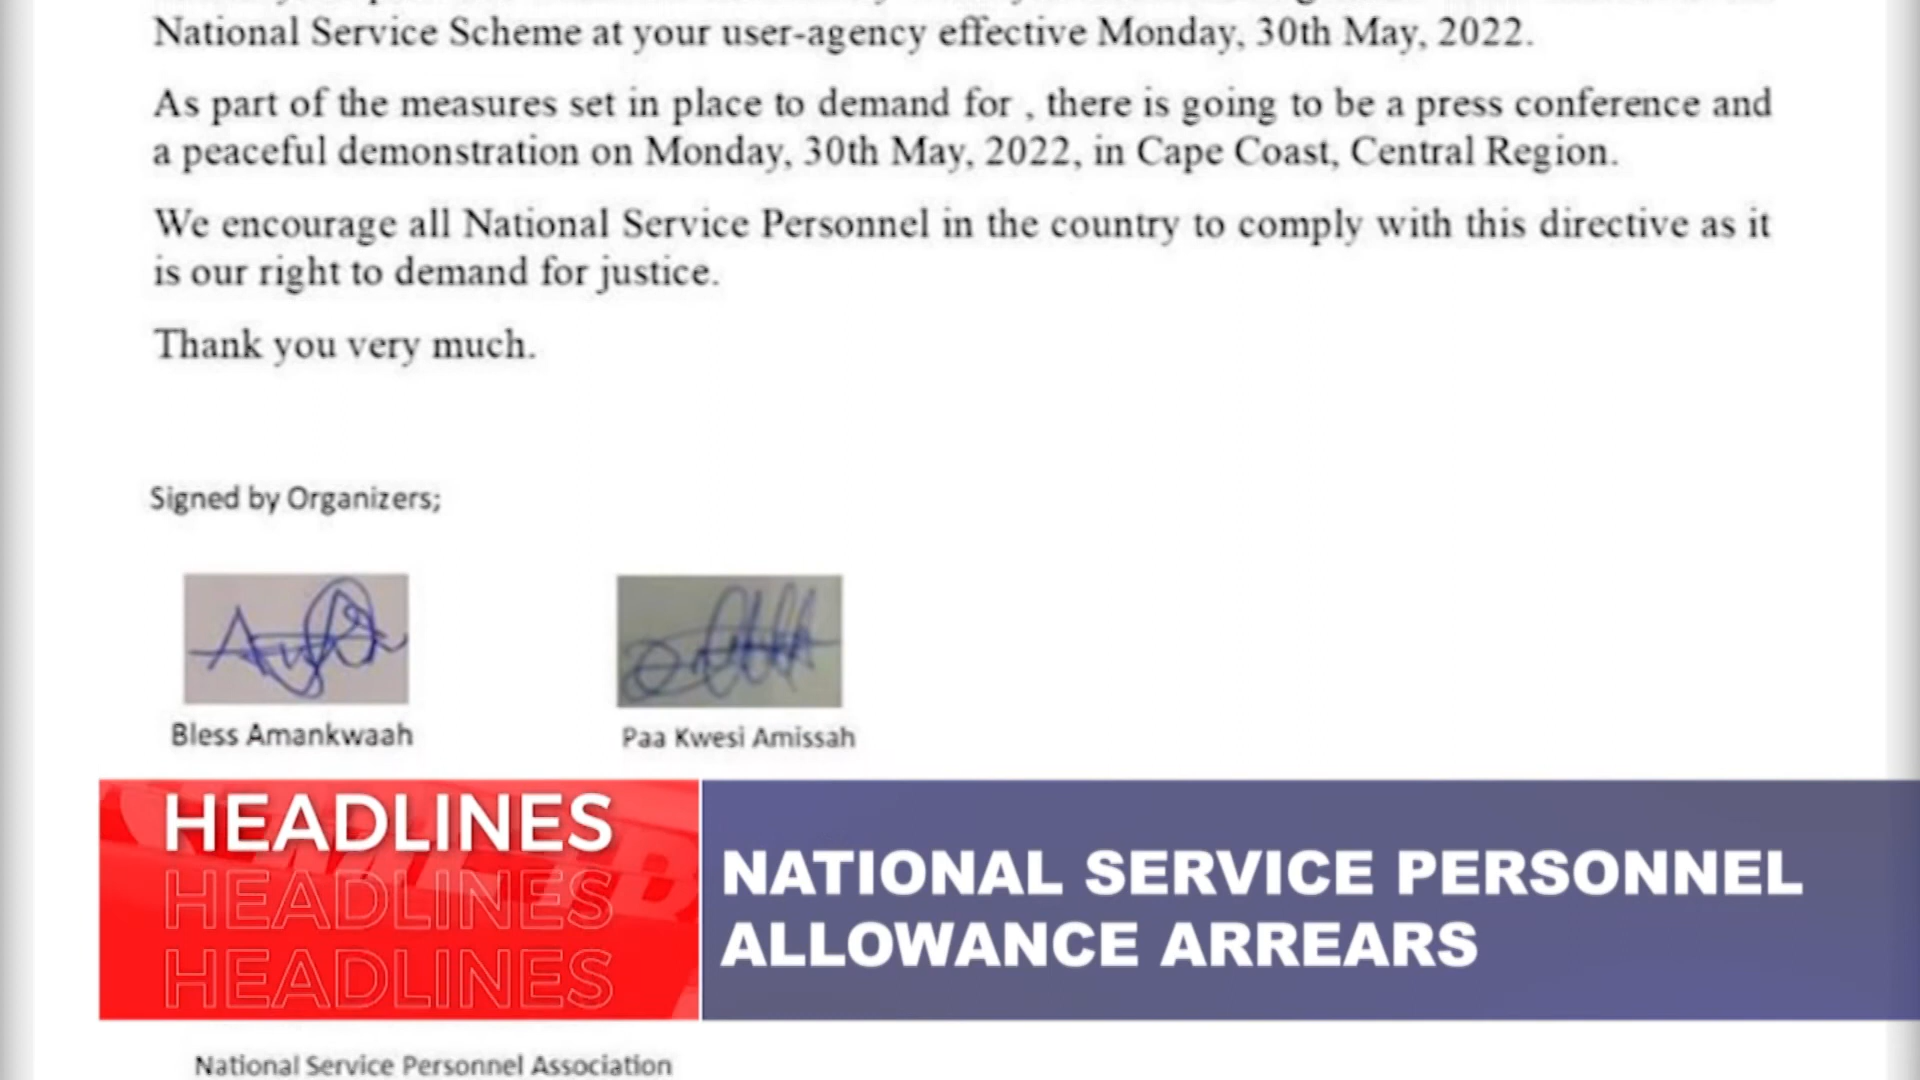 National Service Scheme at your user-agency effective Monday, 30th May, 2022.
As part of the measures set in place to demand for , there is going to be a press conference and
a peaceful demonstration on Monday, 30th May, 2022, in Cape Coast, Central Region.
We encourage all National Service Personnel in the country to comply with this directive as it
is our right to demand for justice.
Thank you very much.
Signed by Organizers;
Bless Amankwaah
Paa Kwesi Amissah
HEADLINES
HEADLINES
HEADLINES
NATIONAL SERVICE PERSONNEL
ALLOWANCE ARREARS
National Service Personnel Association